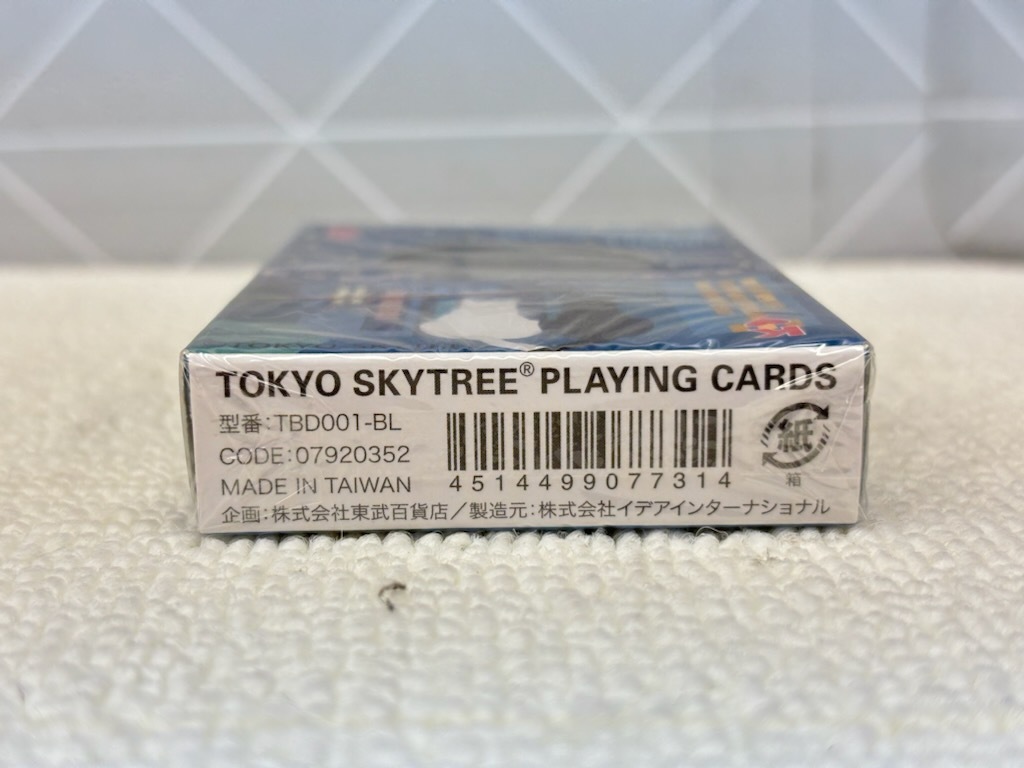 TOKYO SKYTREE® PLAYING CARDS
型番:TBD001-BL
CODE:07920352
MADE IN TAIWAN
4514499077314
紙
箱
企画:株式会社東武百貨店/製造元:株式会社イデアインターナショナル